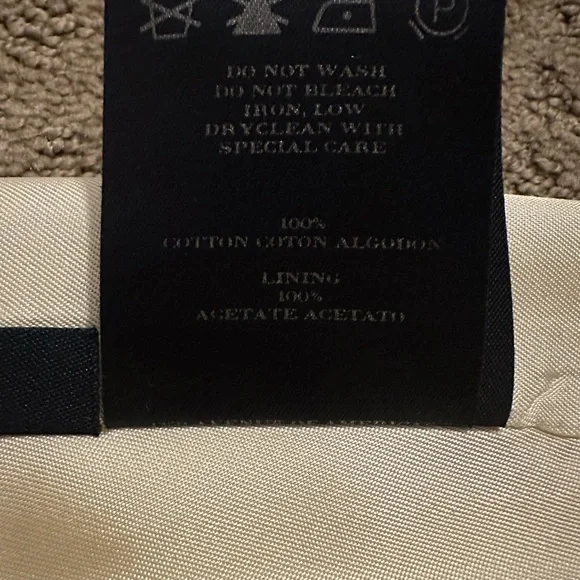 P
DO NOT WASH
DO NOT BLEACH
IRON, LOW
DRYCLEAN WITH
SPECIAL CARE
100%
COTTON COTON ALGODON
LINING
100%
ACETATE ACETATO